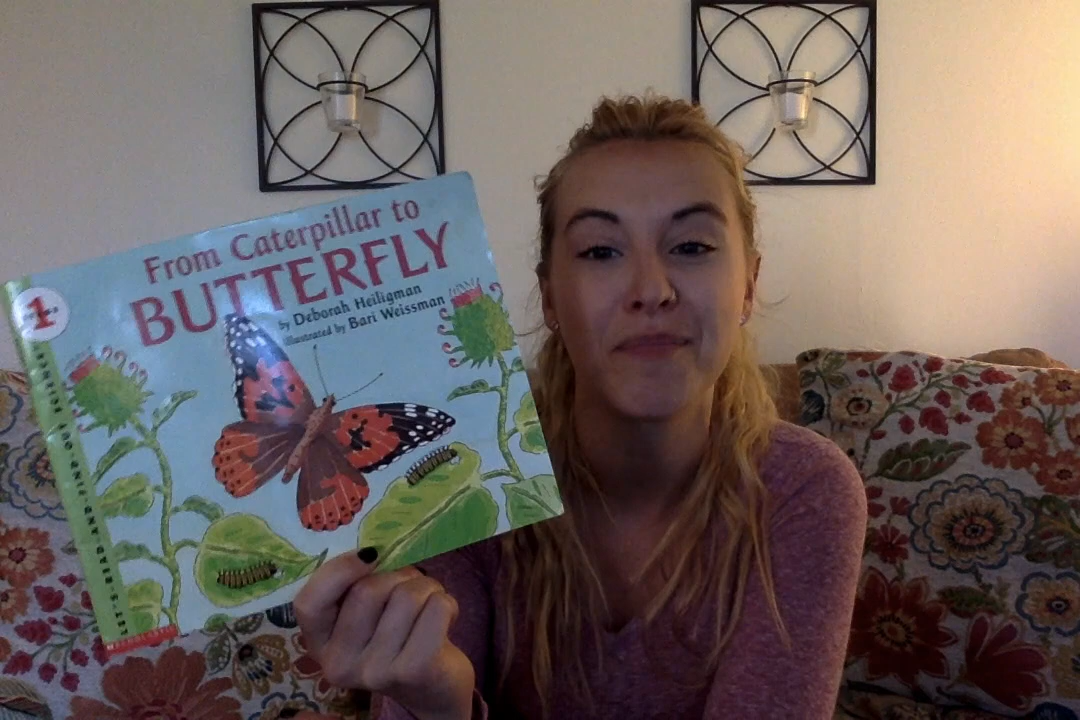 From Caterpillar to
BUTTERFLY
by Deborah Heiligman
illustrated by Bari Weissman
1